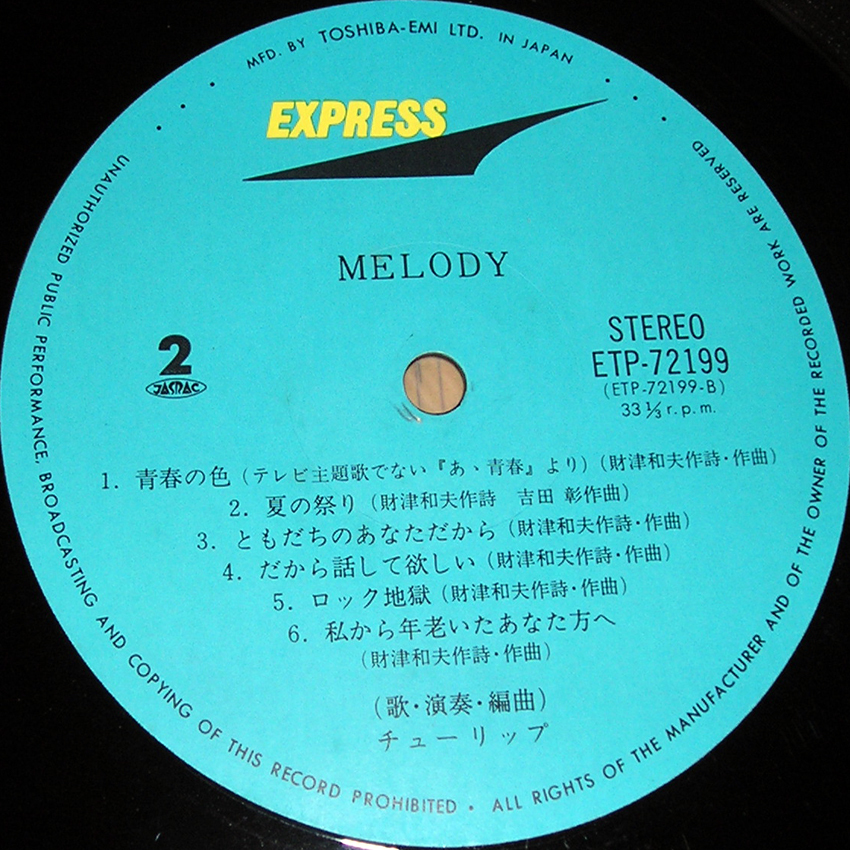 MFD. BY TOSHIBA-EMI LTD. IN JAPAN
EXPRESS
MELODY
2
JASRAC
STEREO
ETP-72199
(ETP-72199-B)
33 1/3 r.p.m.
1. 青春の色(テレビ主題歌でない『あゝ青春』より)(財津和夫作詩・作曲)
2. 夏の祭り(財津和夫作詩 吉田 彰作曲)
3. ともだちのあなただから(財津和夫作詩・作曲)
4. だから話して欲しい(財津和夫作詩・作曲)
5. ロック地獄(財津和夫作詩・作曲)
6. 私から年老いたあなた方へ
(財津和夫作詩・作曲)
(歌・演奏・編曲)
チューリップ
UNAUTHORIZED PUBLIC PERFORMANCE, BROADCASTING AND COPYING OF THIS RECORD PROHIBITED • ALL RIGHTS OF THE MANUFACTURER AND OF THE OWNER OF THE RECORDED WORK ARE RESERVED